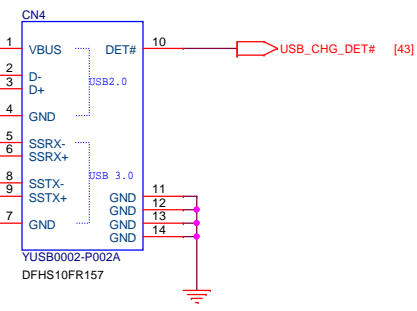 CN4
1 VBUS DET# 10 USB_CHG_DET# [43]
2 D-
3 D+ USB2.0
4 GND
5 SSRX-
6 SSRX+
8 SSTX- USB 3.0
9 SSTX+
GND 11
GND 12
7 GND GND 13
GND 14
YUSB0002-P002A
DFHS10FR157